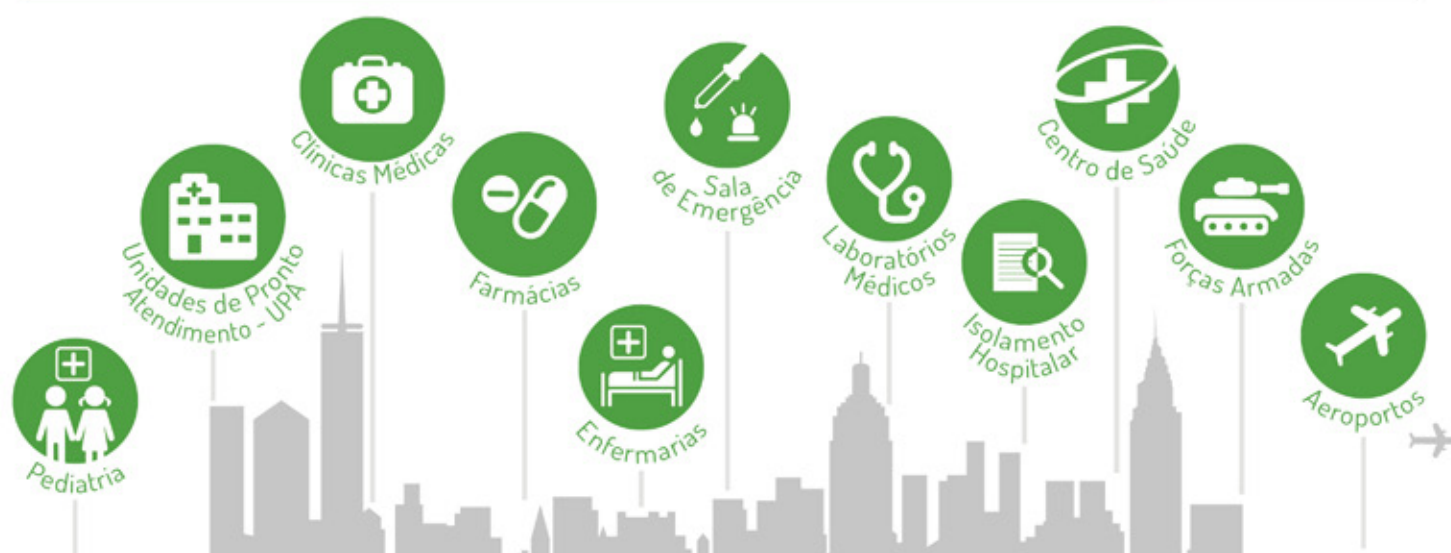 Pediatria
Unidades de Pronto
Atendimento - UPA
Clínicas Médicas
Farmácias
Enfermarias
Sala
de Emergência
Laboratórios
Médicos
Isolamento
Hospitalar
Centro de Saúde
Forças Armadas
Aeroportos